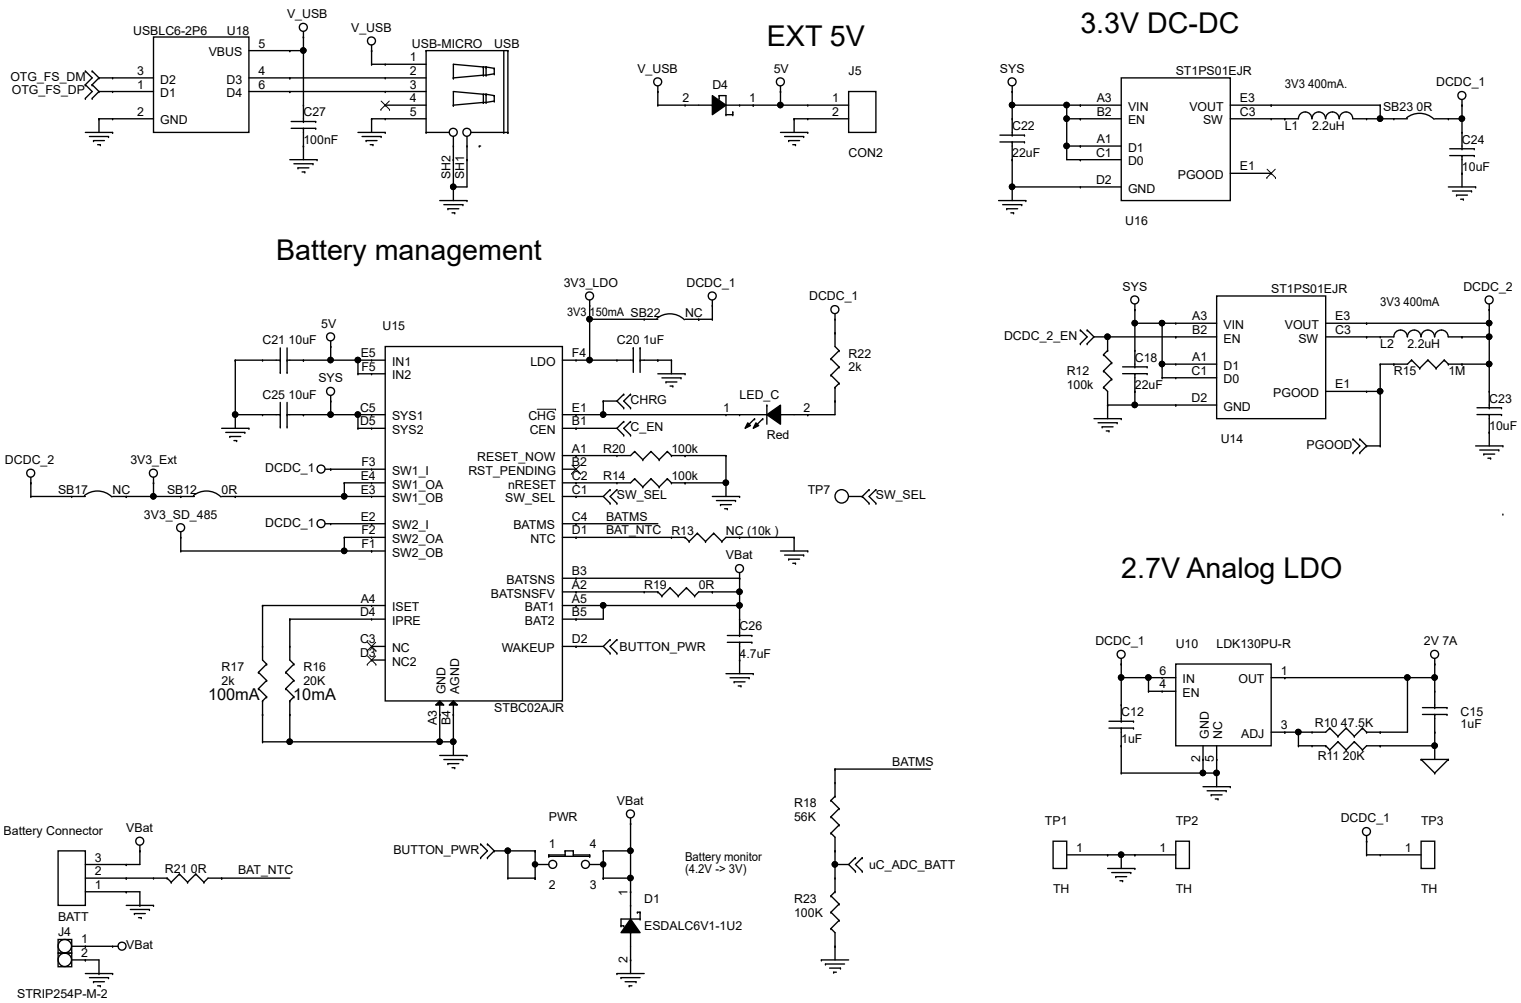 USBLC6-2P6 U18
V_USB
VBUS 5
OTG_FS_DM 3 D2 D3 4
OTG_FS_DP 1 D1 D4 6
2 GND
C27
100nF
V_USB
USB-MICRO USB
1
2
3
4
5
SH2
SH1
EXT 5V
V_USB D4 5V J5
2 1 1
2
CON2
3.3V DC-DC
SYS ST1PS01EJR
3V3 400mA. DCDC_1
A3 VIN VOUT E3
B2 EN SW C3 L1 2.2uH SB23 0R
C22
22uF
A1 D1
C1 D0
PGOOD E1
C24
10uF
D2 GND
U16
SYS ST1PS01EJR DCDC_2
3V3 400mA
A3 VIN VOUT E3
DCDC_2_EN B2 EN SW C3 L2 2.2uH
R12
100k
C18
22uF
A1 D1
C1 D0
R15 1M
PGOOD E1
D2 GND
C23
10uF
U14
PGOOD
Battery management
3V3_LDO DCDC_1
DCDC_1
3V3 150mA SB22 NC
U15
5V
C21 10uF
E5 IN1
F5 IN2
LDO F4
C20 1uF
R22
2k
SYS
C25 10uF
C5 SYS1
D5 SYS2
CHG E1
CEN B1
CHRG
C_EN
1 LED_C 2
Red
RESET_NOW A1 R20 100k
RST_PENDING B2
nRESET C2 R14 100k
SW_SEL C1 SW_SEL
DCDC_2 3V3_Ext
DCDC_1 F3 SW1_I
E4 SW1_OA
SB17 NC SB12 0R E3 SW1_OB
3V3_SD_485
DCDC_1 E2 SW2_I
F2 SW2_OA
F1 SW2_OB
TP7 SW_SEL
BATMS C4 BATMS
NTC D1 BAT_NTC R13 NC (10k )
VBat
BATSNS B3
BATSNSFV A2 R19 0R
BAT1 A5
BAT2 B5
A4 ISET
D4 IPRE
C26
4.7uF
WAKEUP D2 BUTTON_PWR
C3 NC
D3 NC2
R17
2k
100mA
R16
20K
10mA
GND
AGND
A3
B4
STBC02AJR
2.7V Analog LDO
DCDC_1 U10 LDK130PU-R 2V 7A
6 IN OUT 1
4 EN
C12
1uF
GND
NC
2
5
ADJ 3
R10 47.5K
R11 20K
C15
1uF
TP1 TP2
1 1
TH TH
DCDC_1 TP3
1
TH
Battery Connector
VBat
3
2 R21 0R BAT_NTC
1
BATT
J4
1 VBat
2
STRIP254P-M-2
PWR
VBat
BUTTON_PWR 1 4
2 3
1
D1
ESDALC6V1-1U2
2
Battery monitor
(4.2V -> 3V)
BATMS
R18
56K
uC_ADC_BATT
R23
100K